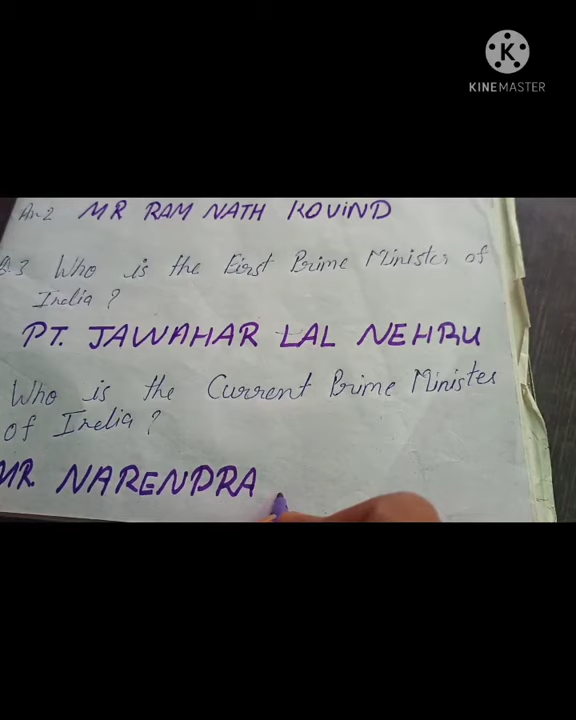 K
KINEMASTER
An 2 MR RAM NATH KOVIND
Q.3 Who is the First Prime Minister of
India ?
PT. JAWAHAR LAL NEHRU
Who is the Current Prime Minister
of India ?
MR. NARENDRA